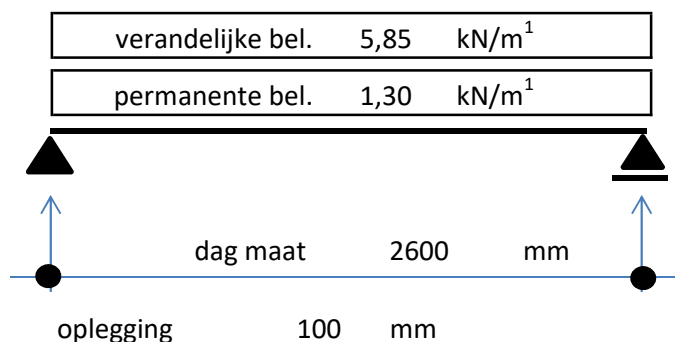 verandelijke bel. 5,85 kN/m¹
permanente bel. 1,30 kN/m¹
dag maat 2600 mm
oplegging 100 mm